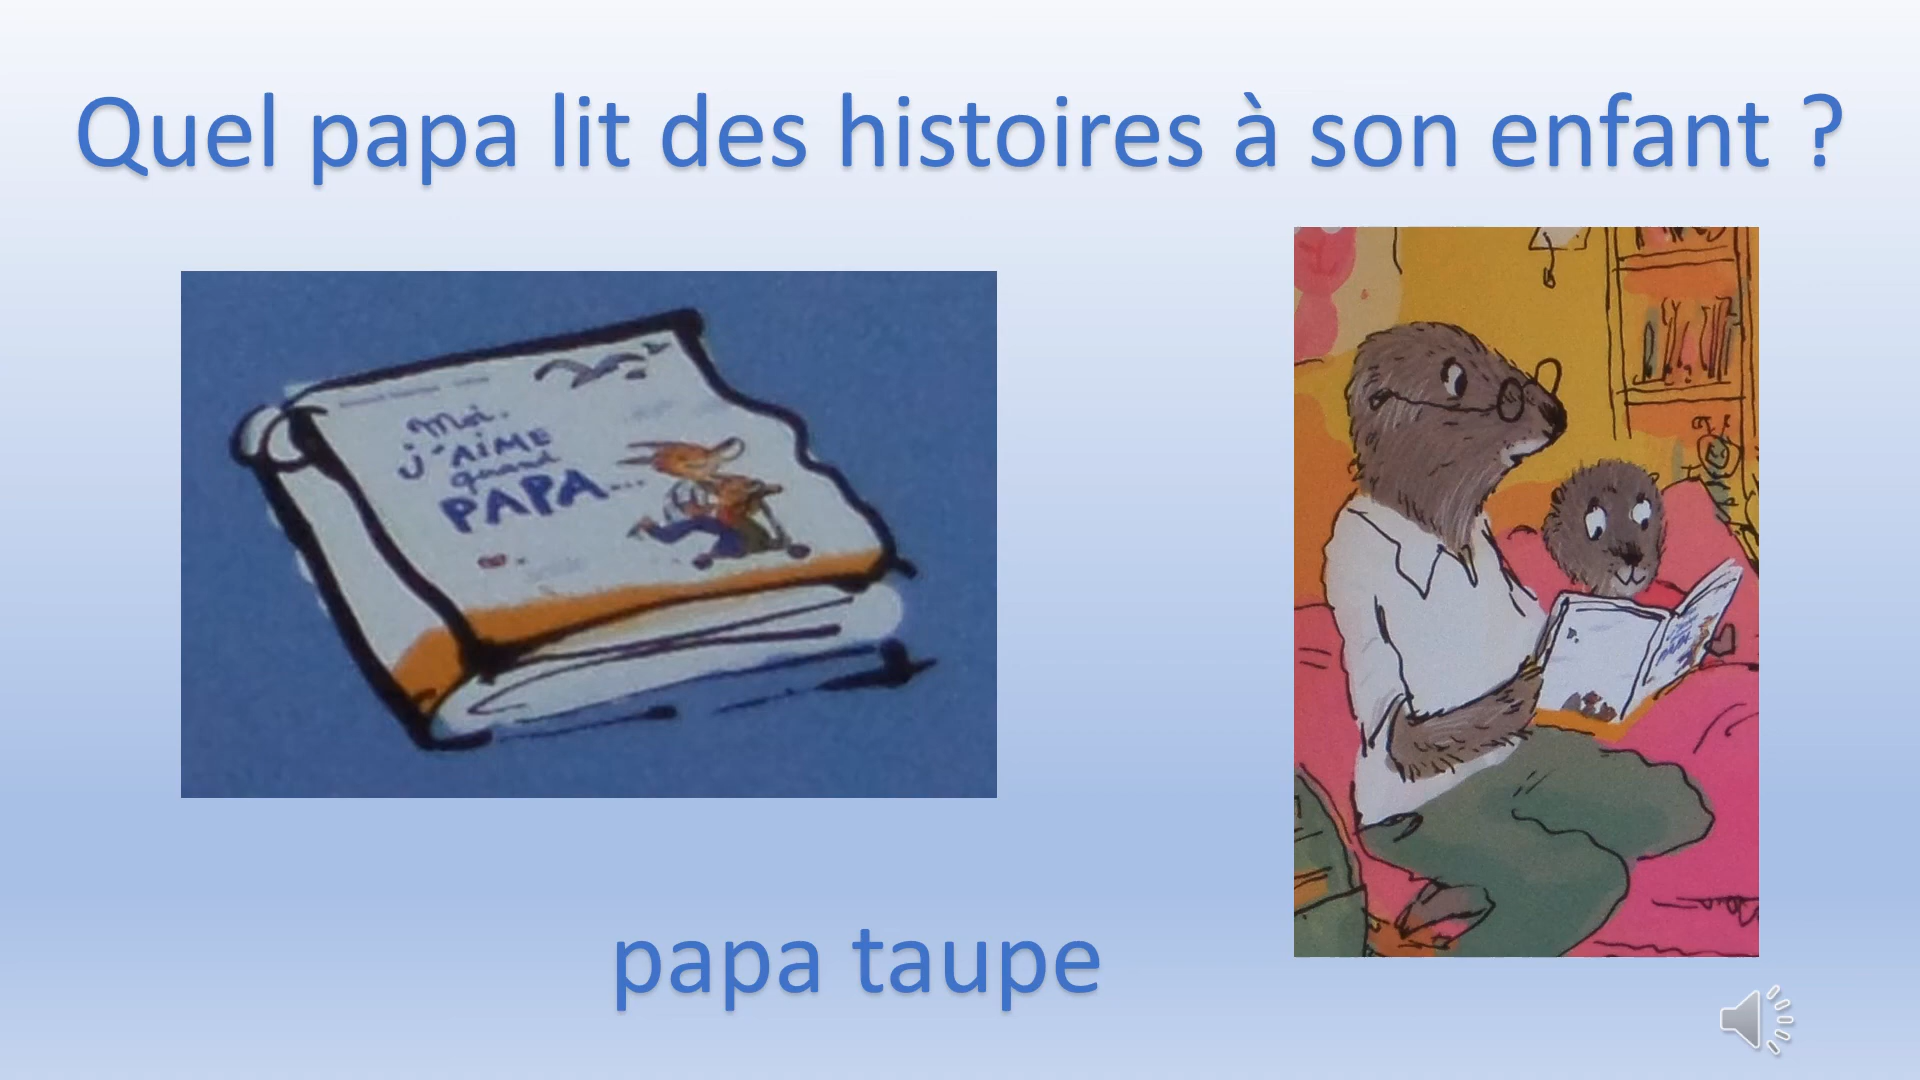 Quel papa lit des histoires à son enfant ?
Moi,
j'AiME
quand
PAPA...
papa taupe